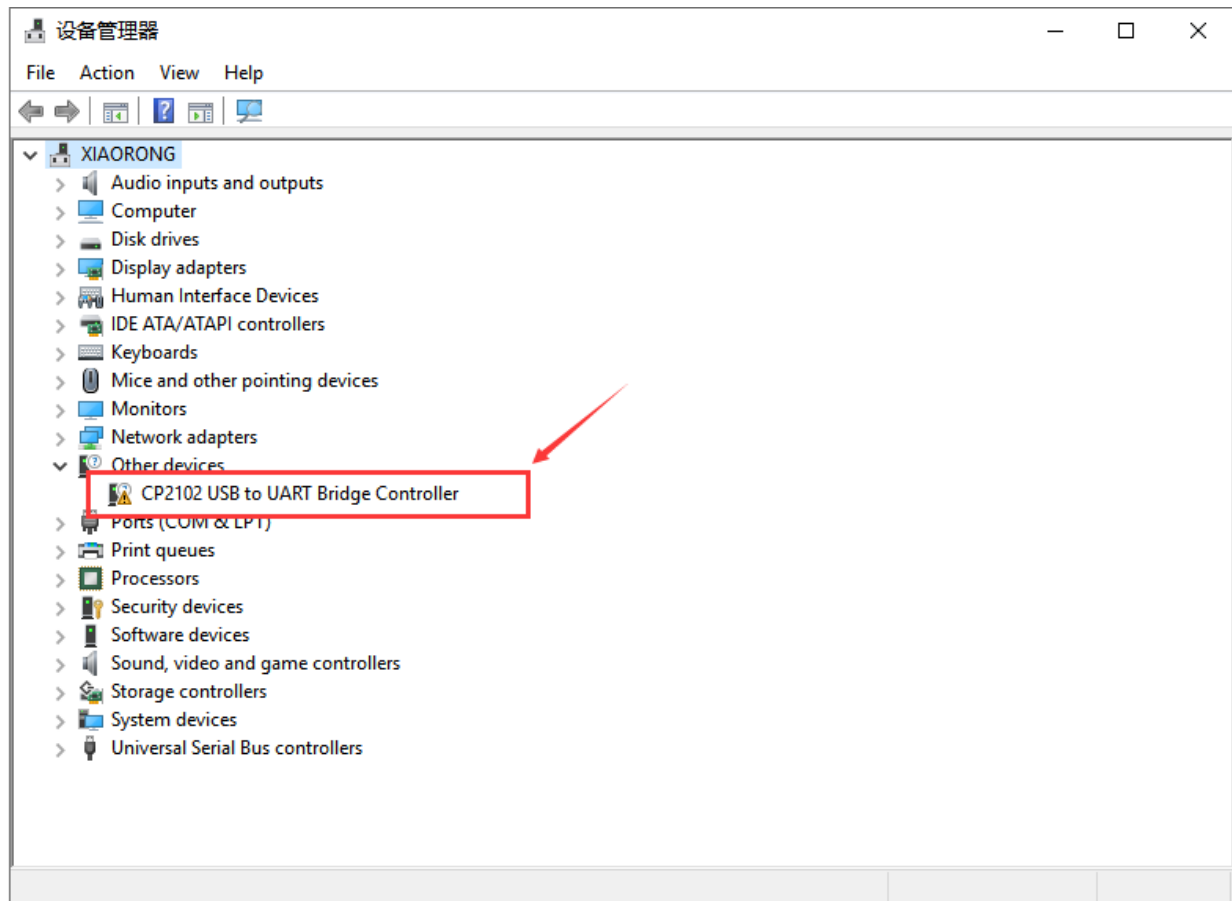 设备管理器
File Action View Help
XIAORONG
Audio inputs and outputs
Computer
Disk drives
Display adapters
Human Interface Devices
IDE ATA/ATAPI controllers
Keyboards
Mice and other pointing devices
Monitors
Network adapters
Other devices
CP2102 USB to UART Bridge Controller
Ports (COM & LPT)
Print queues
Processors
Security devices
Software devices
Sound, video and game controllers
Storage controllers
System devices
Universal Serial Bus controllers